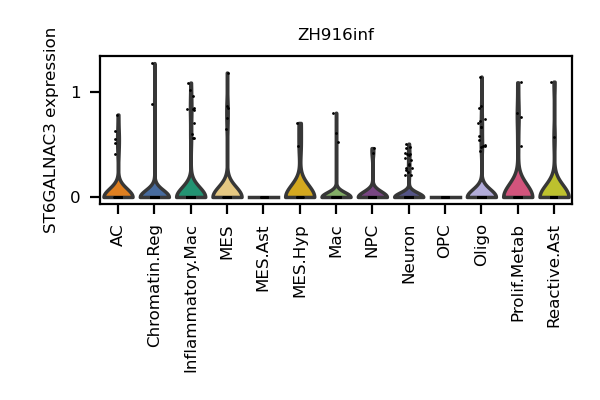 ZH916inf
ST6GALNAC3 expression
1
0
AC
Chromatin.Reg
Inflammatory.Mac
MES
MES.Ast
MES.Hyp
Mac
NPC
Neuron
OPC
Oligo
Prolif.Metab
Reactive.Ast